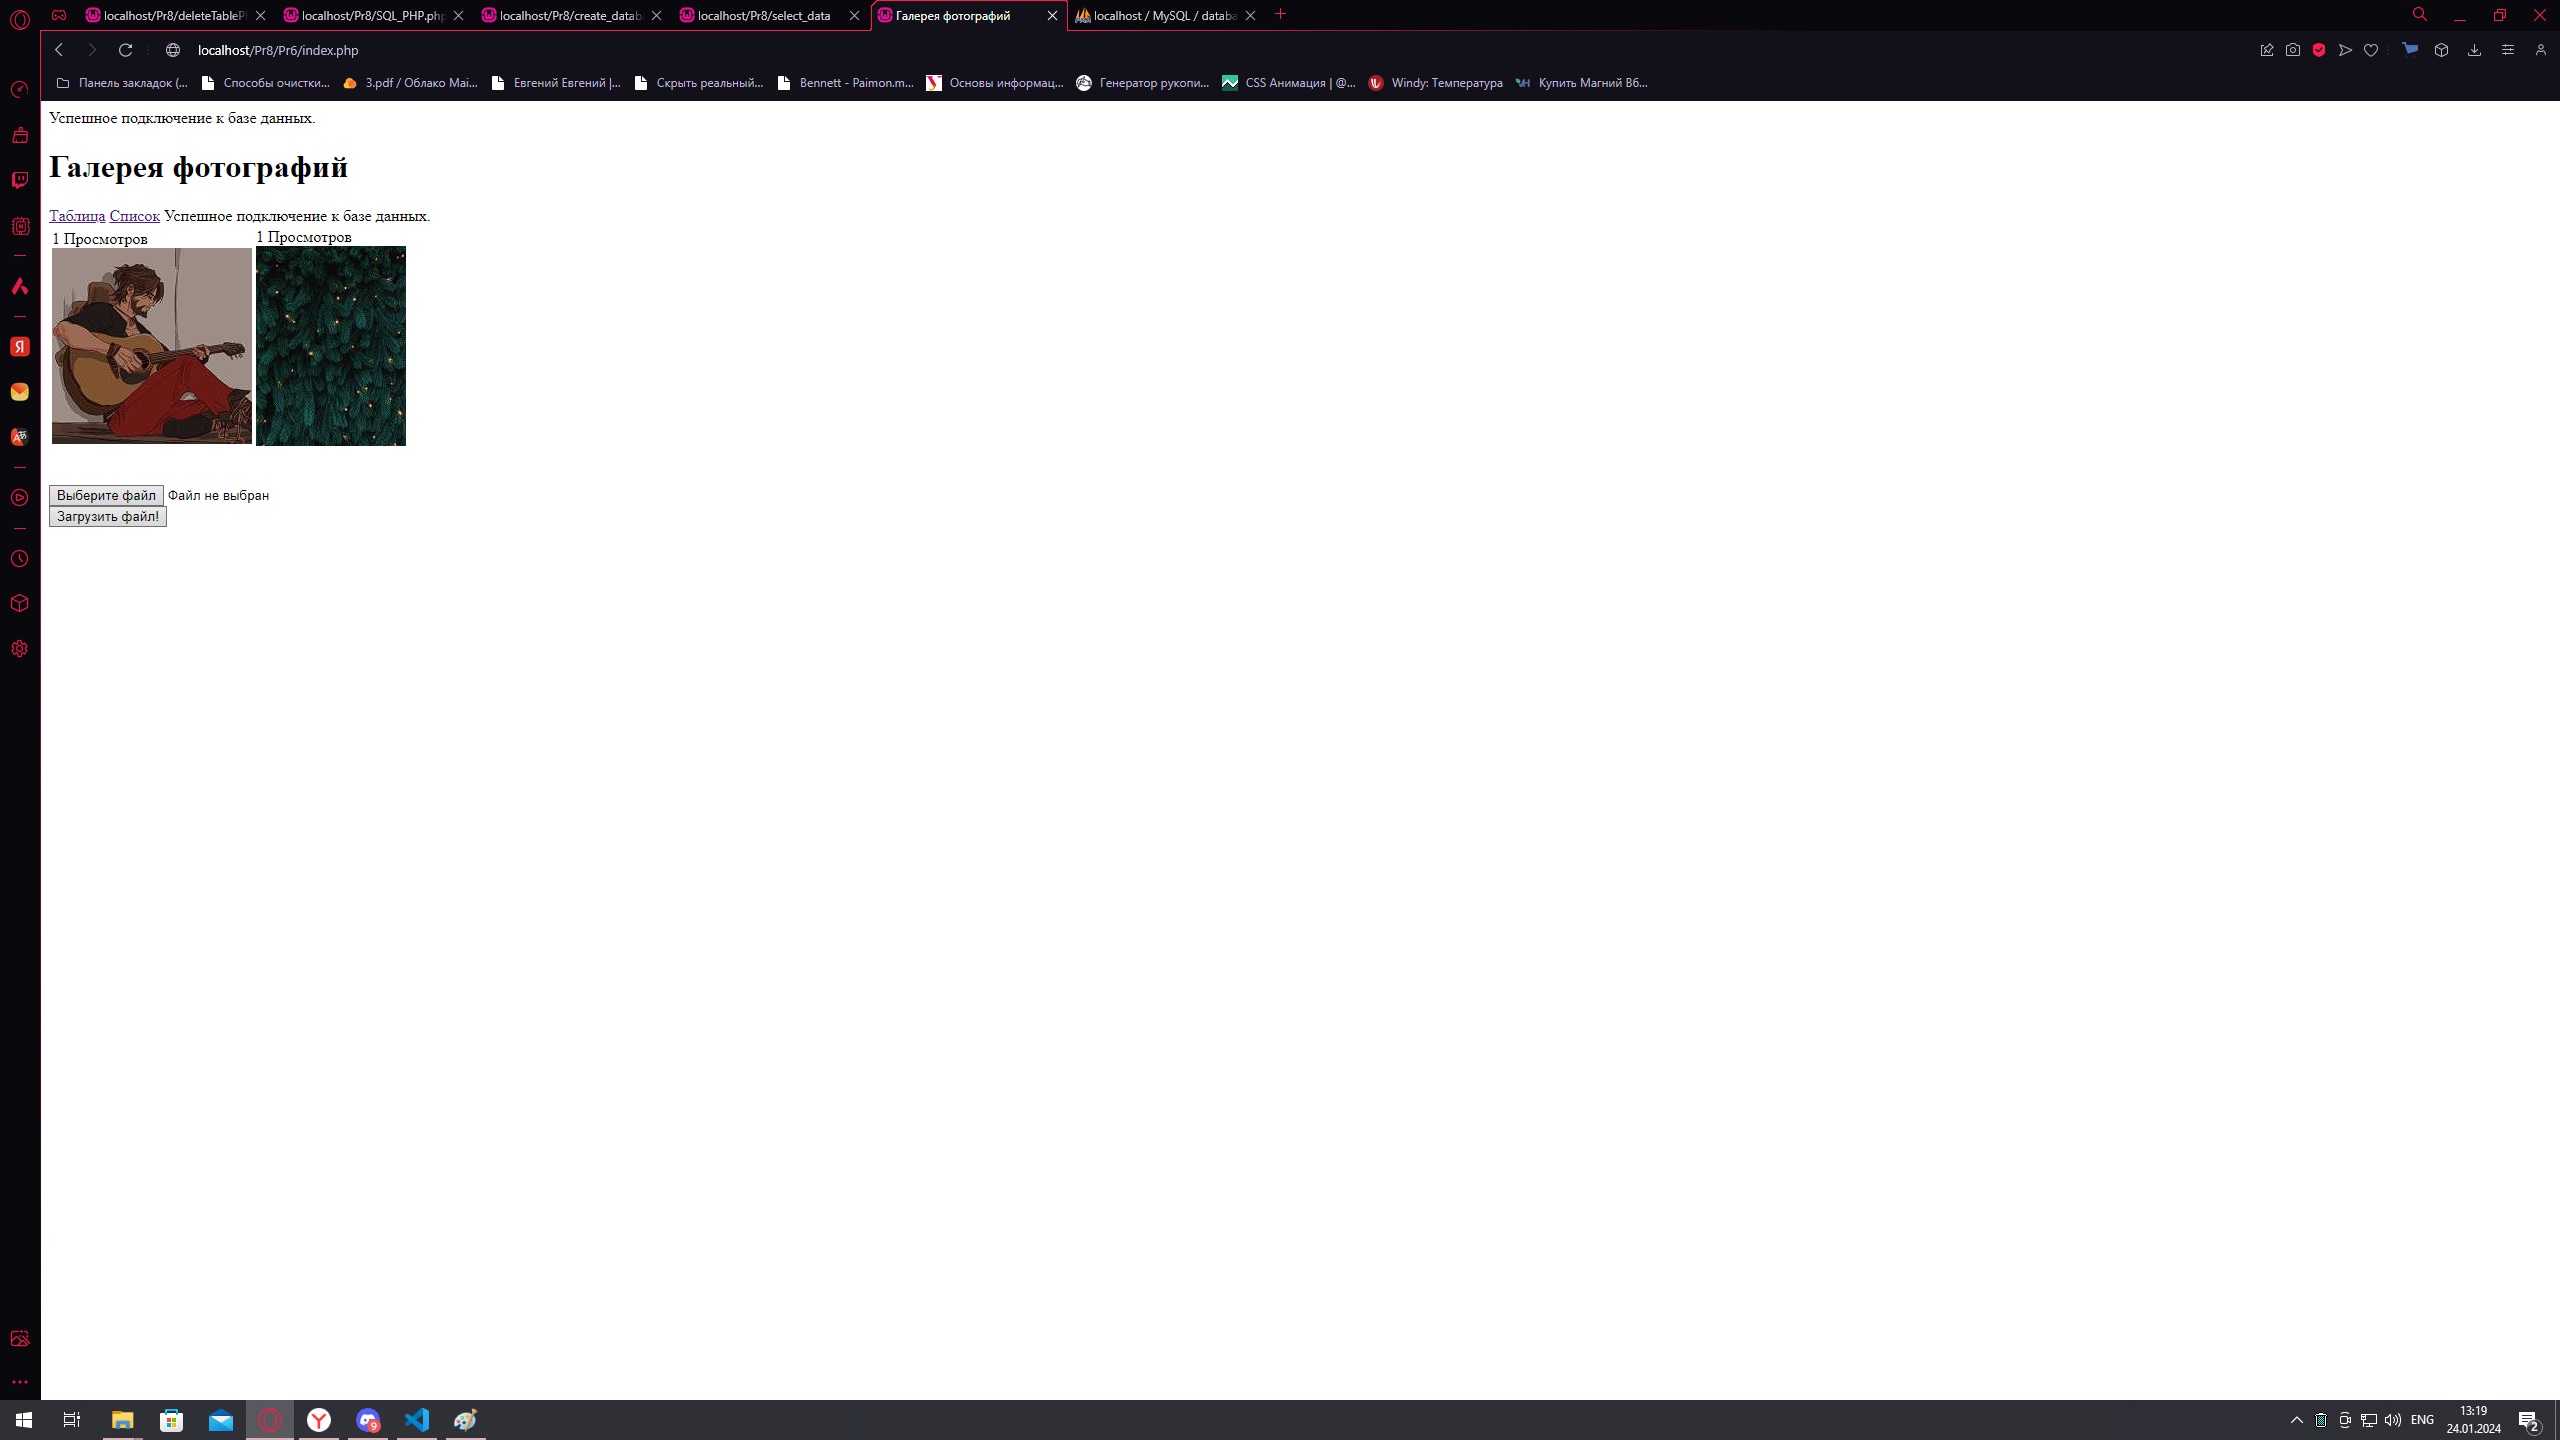 localhost/Pr8/deleteTableP
localhost/Pr8/SQL_PHP.php
localhost/Pr8/create_datab
localhost/Pr8/select_data
Галерея фотографий
localhost / MySQL / databa
localhost/Pr8/Pr6/index.php
Панель закладок (...
Способы очистки...
3.pdf / Облако Mai...
Евгений Евгений |...
Скрыть реальный...
Bennett - Paimon.m...
Основы информац...
Генератор рукопи...
CSS Анимация | @...
Windy: Температура
Купить Магний B6...
Успешное подключение к базе данных.
Галерея фотографий
Таблица Список Успешное подключение к базе данных.
1 Просмотров 1 Просмотров
Выберите файл Файл не выбран
Загрузить файл!
ENG
13:19
24.01.2024
9
2